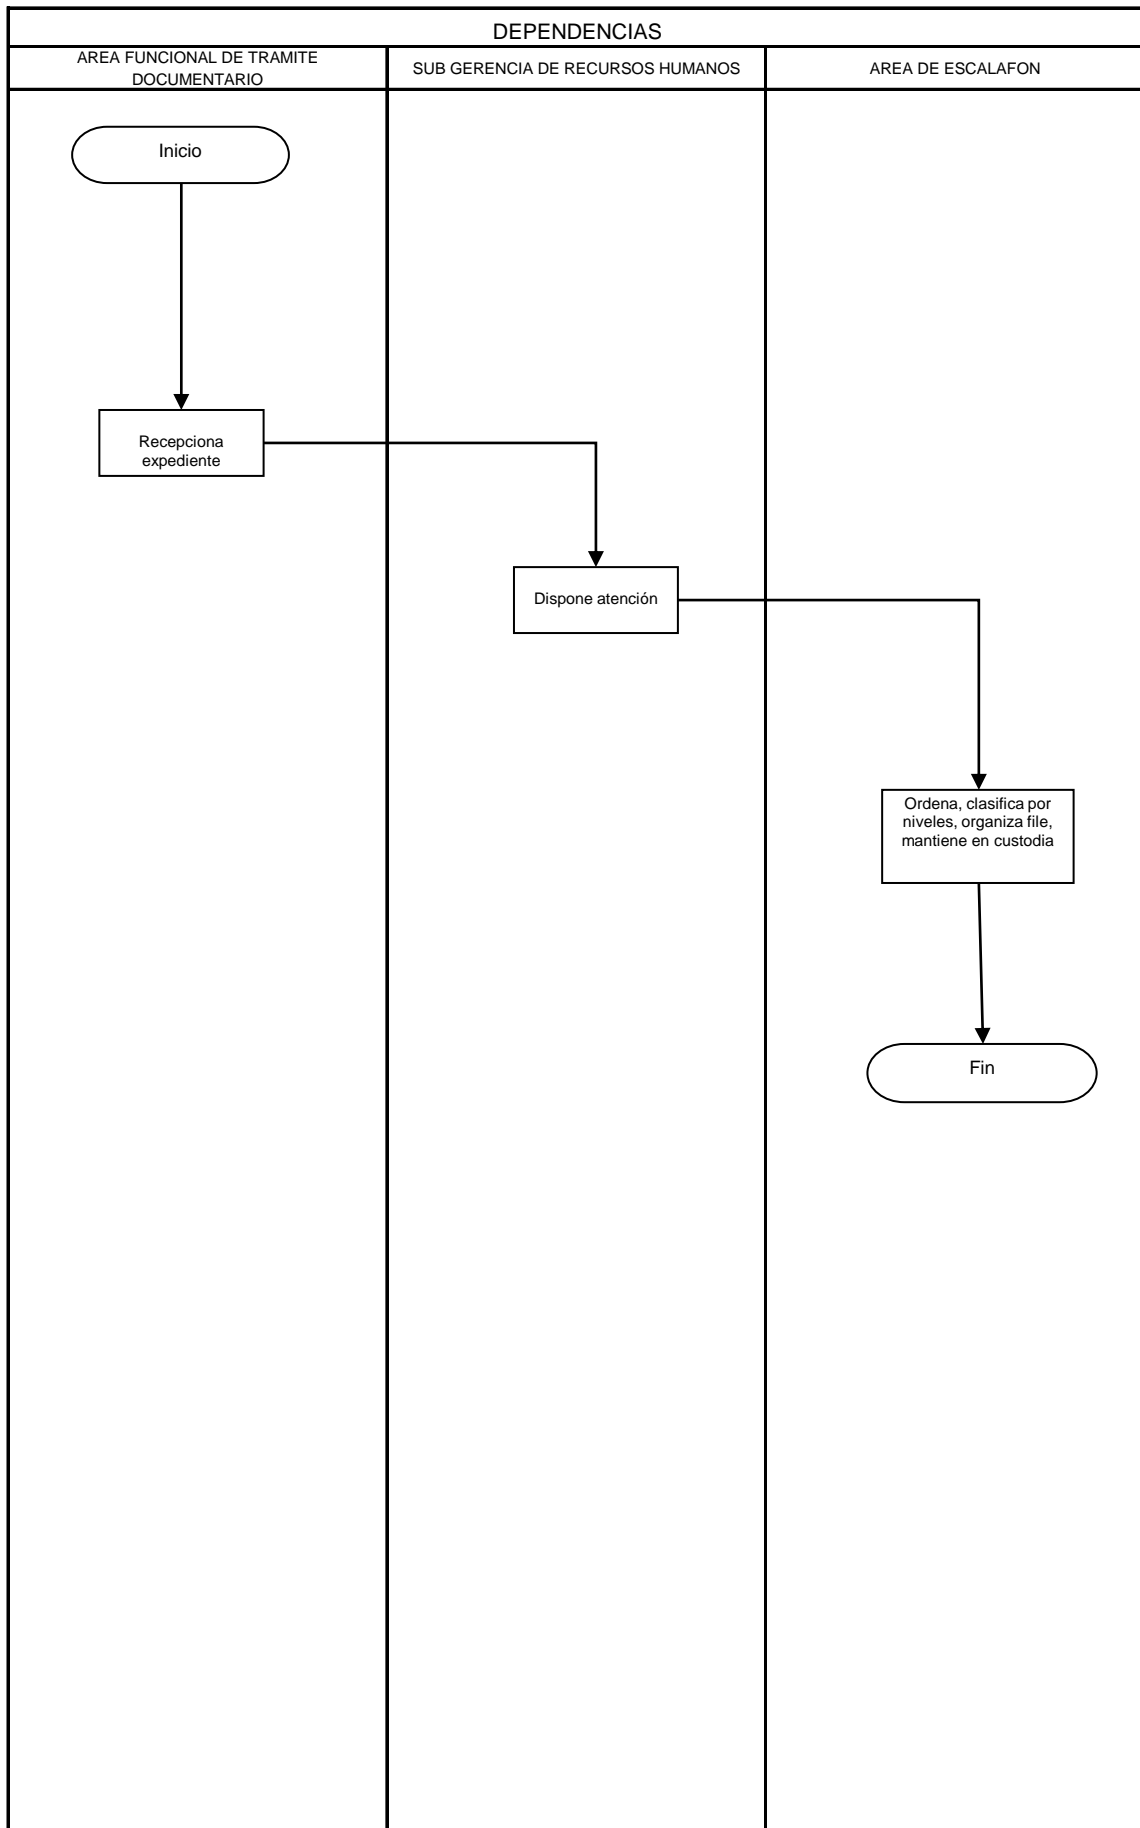 DEPENDENCIAS
AREA FUNCIONAL DE TRAMITE
DOCUMENTARIO
SUB GERENCIA DE RECURSOS HUMANOS
AREA DE ESCALAFON
Inicio
Recepciona
expediente
Dispone atención
Ordena, clasifica por
niveles, organiza file,
mantiene en custodia
Fin